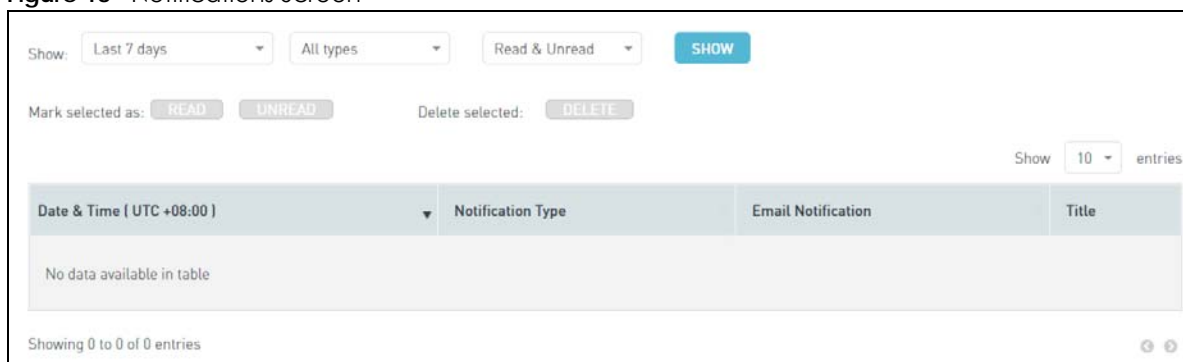 Show: Last 7 days All types Read & Unread SHOW
Mark selected as: READ UNREAD Delete selected: DELETE
Show 10 entries
Date & Time ( UTC +08:00 ) Notification Type Email Notification Title
No data available in table
Showing 0 to 0 of 0 entries